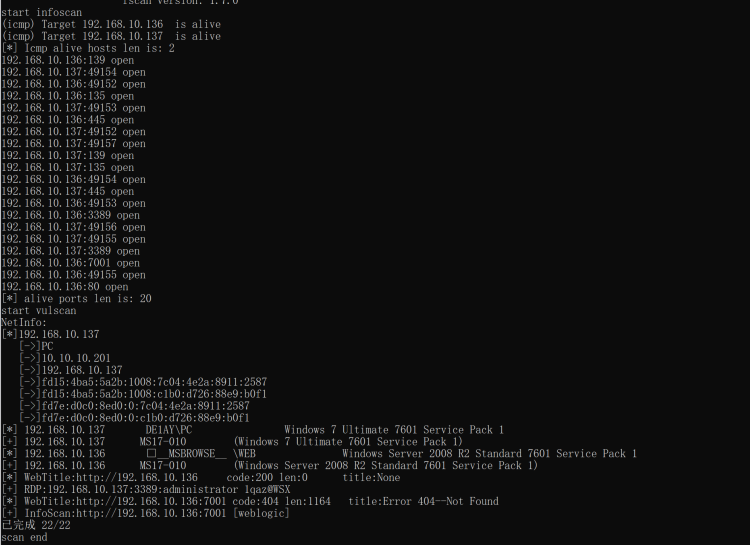 fscan version: 1.7.0
start infoscan
(icmp) Target 192.168.10.136  is alive
(icmp) Target 192.168.10.137  is alive
[*] Icmp alive hosts len is: 2
192.168.10.136:139 open
192.168.10.137:49154 open
192.168.10.136:49152 open
192.168.10.136:135 open
192.168.10.137:49153 open
192.168.10.136:445 open
192.168.10.137:49152 open
192.168.10.137:49157 open
192.168.10.137:139 open
192.168.10.137:135 open
192.168.10.136:49154 open
192.168.10.137:445 open
192.168.10.136:49153 open
192.168.10.136:3389 open
192.168.10.137:49156 open
192.168.10.137:49155 open
192.168.10.137:3389 open
192.168.10.136:7001 open
192.168.10.136:49155 open
192.168.10.136:80 open
[*] alive ports len is: 20
start vulscan
NetInfo:
[*]192.168.10.137
[->]PC
[->]10.10.10.201
[->]192.168.10.137
[->]fd15:4ba5:5a2b:1008:7c04:4e2a:8911:2587
[->]fd15:4ba5:5a2b:1008:c1b0:d726:88e9:b0f1
[->]fd7e:d0c0:8ed0:0:7c04:4e2a:8911:2587
[->]fd7e:d0c0:8ed0:0:c1b0:d726:88e9:b0f1
[*] 192.168.10.137 DE1AY\PC Windows 7 Ultimate 7601 Service Pack 1
[+] 192.168.10.137 MS17-010 (Windows 7 Ultimate 7601 Service Pack 1)
[*] 192.168.10.136 □__MSBROWSE__ \WEB Windows Server 2008 R2 Standard 7601 Service Pack 1
[+] 192.168.10.136 MS17-010 (Windows Server 2008 R2 Standard 7601 Service Pack 1)
[*] WebTitle:http://192.168.10.136 code:200 len:0 title:None
[+] RDP:192.168.10.137:3389:administrator 1qaz@WSX
[*] WebTitle:http://192.168.10.136:7001 code:404 len:1164 title:Error 404--Not Found
[+] InfoScan:http://192.168.10.136:7001 [weblogic]
已完成 22/22
scan end